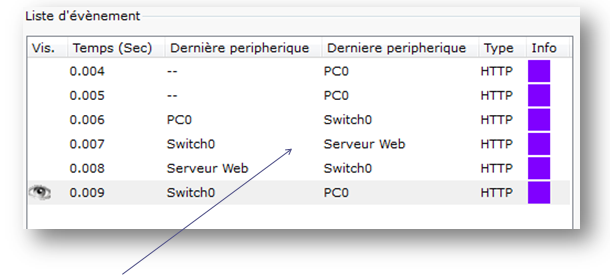 Liste d'évènement
Vis. Temps (Sec) Dernière peripherique Derniere peripherique Type Info
0.004 -- PC0 HTTP
0.005 -- PC0 HTTP
0.006 PC0 Switch0 HTTP
0.007 Switch0 Serveur Web HTTP
0.008 Serveur Web Switch0 HTTP
0.009 Switch0 PC0 HTTP